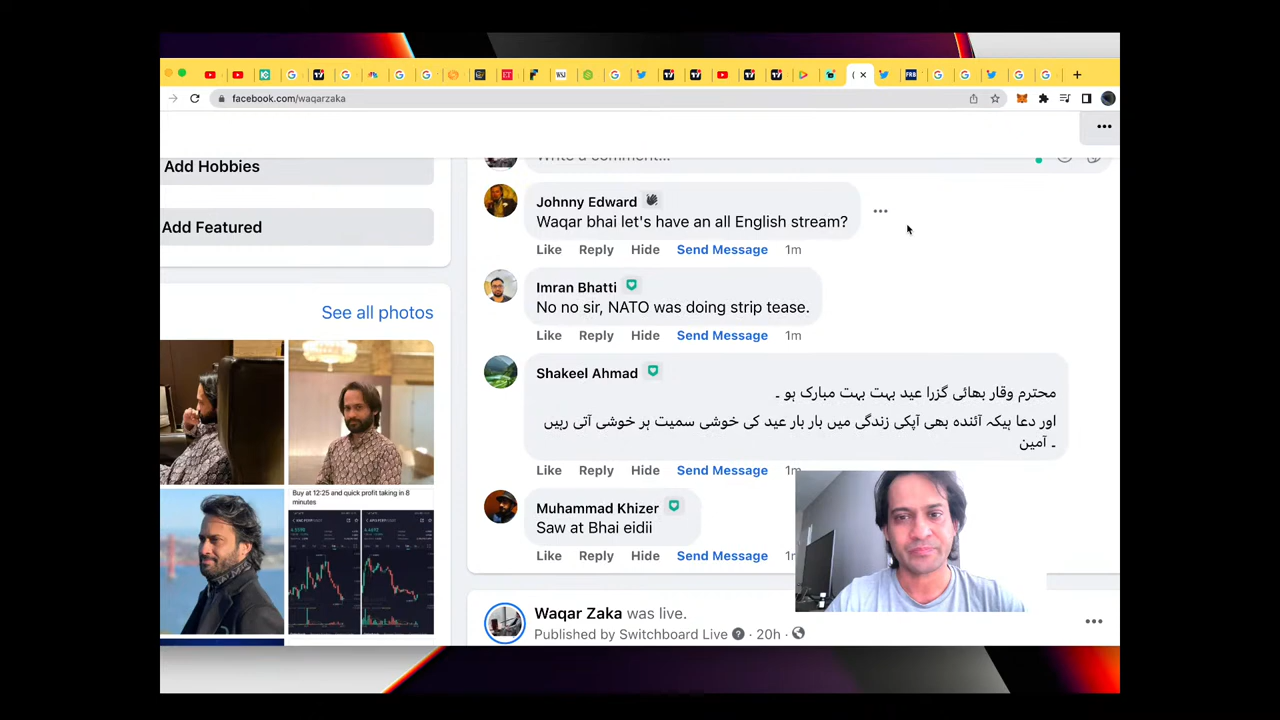 facebook.com/waqarzaka
Add Hobbies
Add Featured
See all photos
Buy at 12:25 and quick profit taking in 8
minutes
Write a comment...
Johnny Edward
Waqar bhai let's have an all English stream?
Like Reply Hide Send Message 1m
Imran Bhatti
No no sir, NATO was doing strip tease.
Like Reply Hide Send Message 1m
Shakeel Ahmad
محترم وقار بھائی گزرا عید بہت بہت مبارک ہو ۔
اور دعا ہیکہ آئندہ بھی آپکی زندگی میں بار بار عید کی خوشی سمیت ہر خوشی آتی رہیں
۔ آمین
Like Reply Hide Send Message 1m
Muhammad Khizer
Saw at Bhai eidii
Like Reply Hide Send Message
Waqar Zaka was live.
Published by Switchboard Live · 20h ·